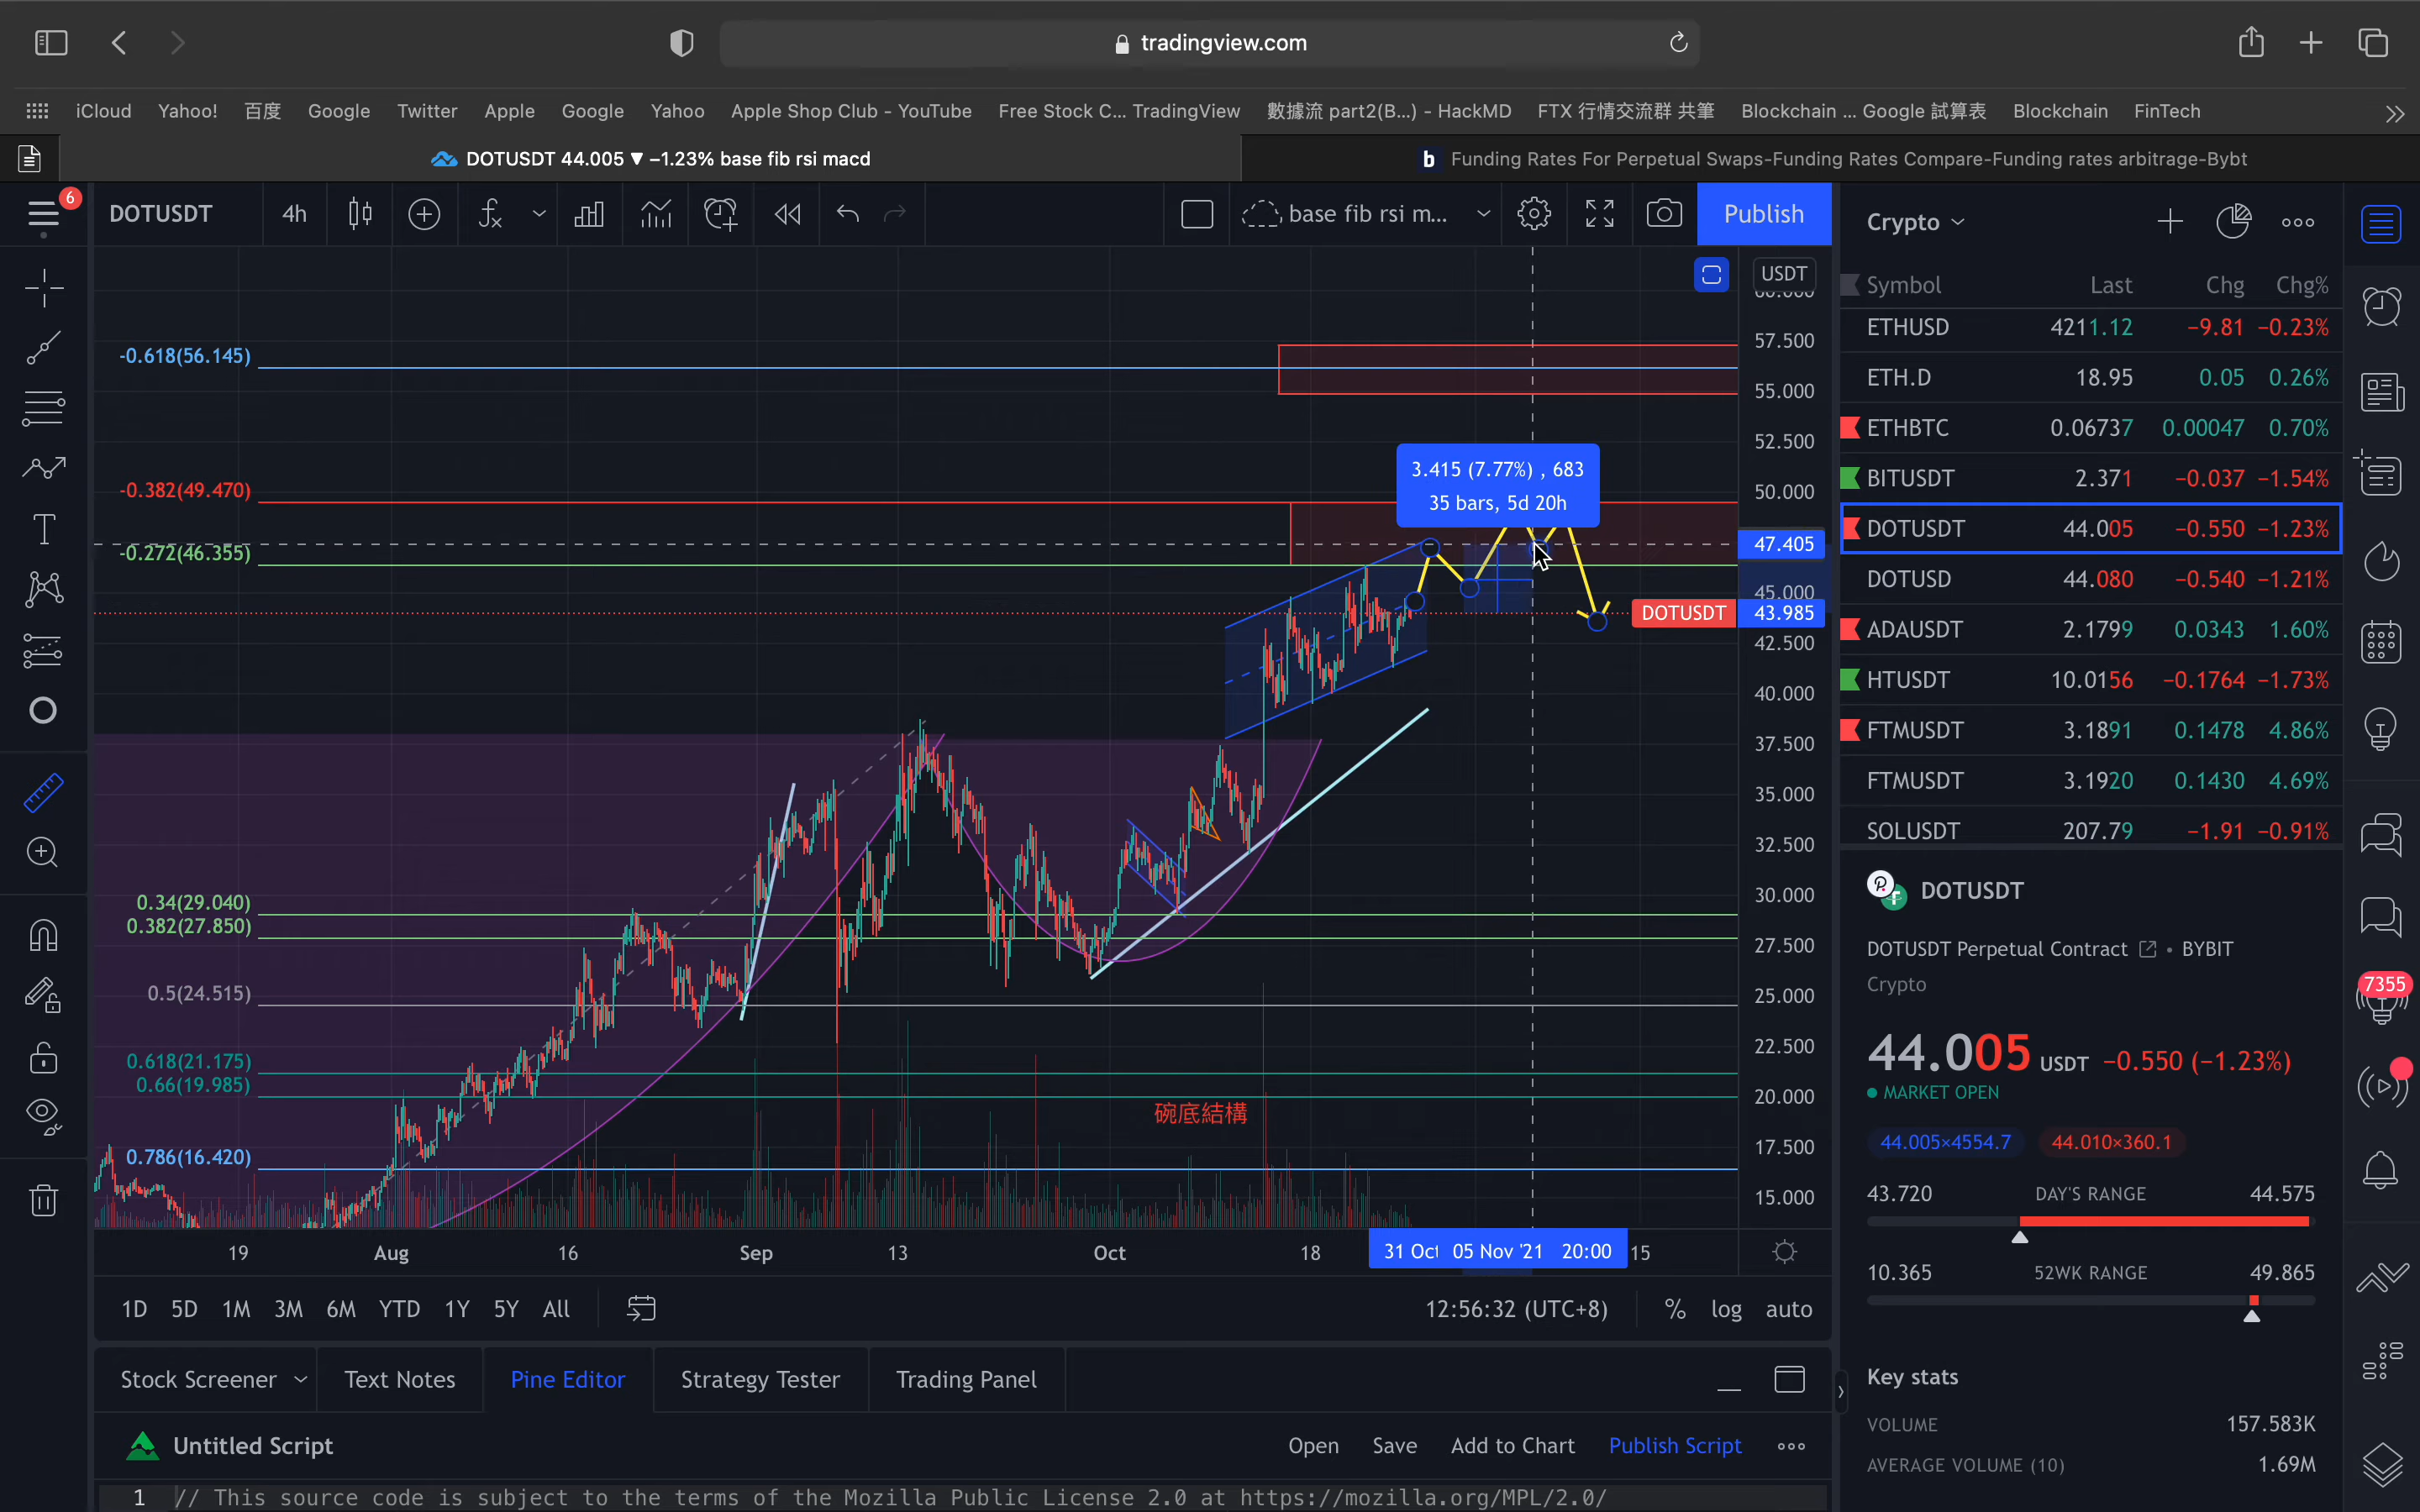 tradingview.com
iCloud Yahoo! 百度 Google Twitter Apple Google Yahoo Apple Shop Club - YouTube Free Stock C... TradingView 數據流 part2(B...) - HackMD FTX 行情交流群 共筆 Blockchain ... Google 試算表 Blockchain FinTech
DOTUSDT 44.005 ▼ −1.23% base fib rsi macd
b Funding Rates For Perpetual Swaps-Funding Rates Compare-Funding rates arbitrage-Bybt
6
DOTUSDT 4h base fib rsi m... Publish
USDT
60.000
57.500
55.000
52.500
50.000
47.405
45.000
DOTUSDT 43.985
42.500
40.000
37.500
35.000
32.500
30.000
27.500
25.000
22.500
20.000
17.500
15.000
-0.618(56.145)
-0.382(49.470)
-0.272(46.355)
3.415 (7.77%) , 683
35 bars, 5d 20h
0.34(29.040)
0.382(27.850)
0.5(24.515)
0.618(21.175)
0.66(19.985)
0.786(16.420)
碗底結構
19 Aug 16 Sep 13 Oct 18 31 Oct 05 Nov '21 20:00 15
1D 5D 1M 3M 6M YTD 1Y 5Y All 12:56:32 (UTC+8) % log auto
Stock Screener Text Notes Pine Editor Strategy Tester Trading Panel
Untitled Script Open Save Add to Chart Publish Script
1 // This source code is subject to the terms of the Mozilla Public License 2.0 at https://mozilla.org/MPL/2.0/
Crypto
Symbol Last Chg Chg%
ETHUSD 4211.12 −9.81 −0.23%
ETH.D 18.95 0.05 0.26%
ETHBTC 0.06737 0.00047 0.70%
BITUSDT 2.371 −0.037 −1.54%
DOTUSDT 44.005 −0.550 −1.23%
DOTUSD 44.080 −0.540 −1.21%
ADAUSDT 2.1799 0.0343 1.60%
HTUSDT 10.0156 −0.1764 −1.73%
FTMUSDT 3.1891 0.1478 4.86%
FTMUSDT 3.1920 0.1430 4.69%
SOLUSDT 207.79 −1.91 −0.91%
DOTUSDT
DOTUSDT Perpetual Contract • BYBIT
Crypto
44.005 USDT −0.550 (−1.23%)
MARKET OPEN
44.005×4554.7 44.010×360.1
43.720 DAY'S RANGE 44.575
10.365 52WK RANGE 49.865
Key stats
VOLUME 157.583K
AVERAGE VOLUME (10) 1.69M
7355